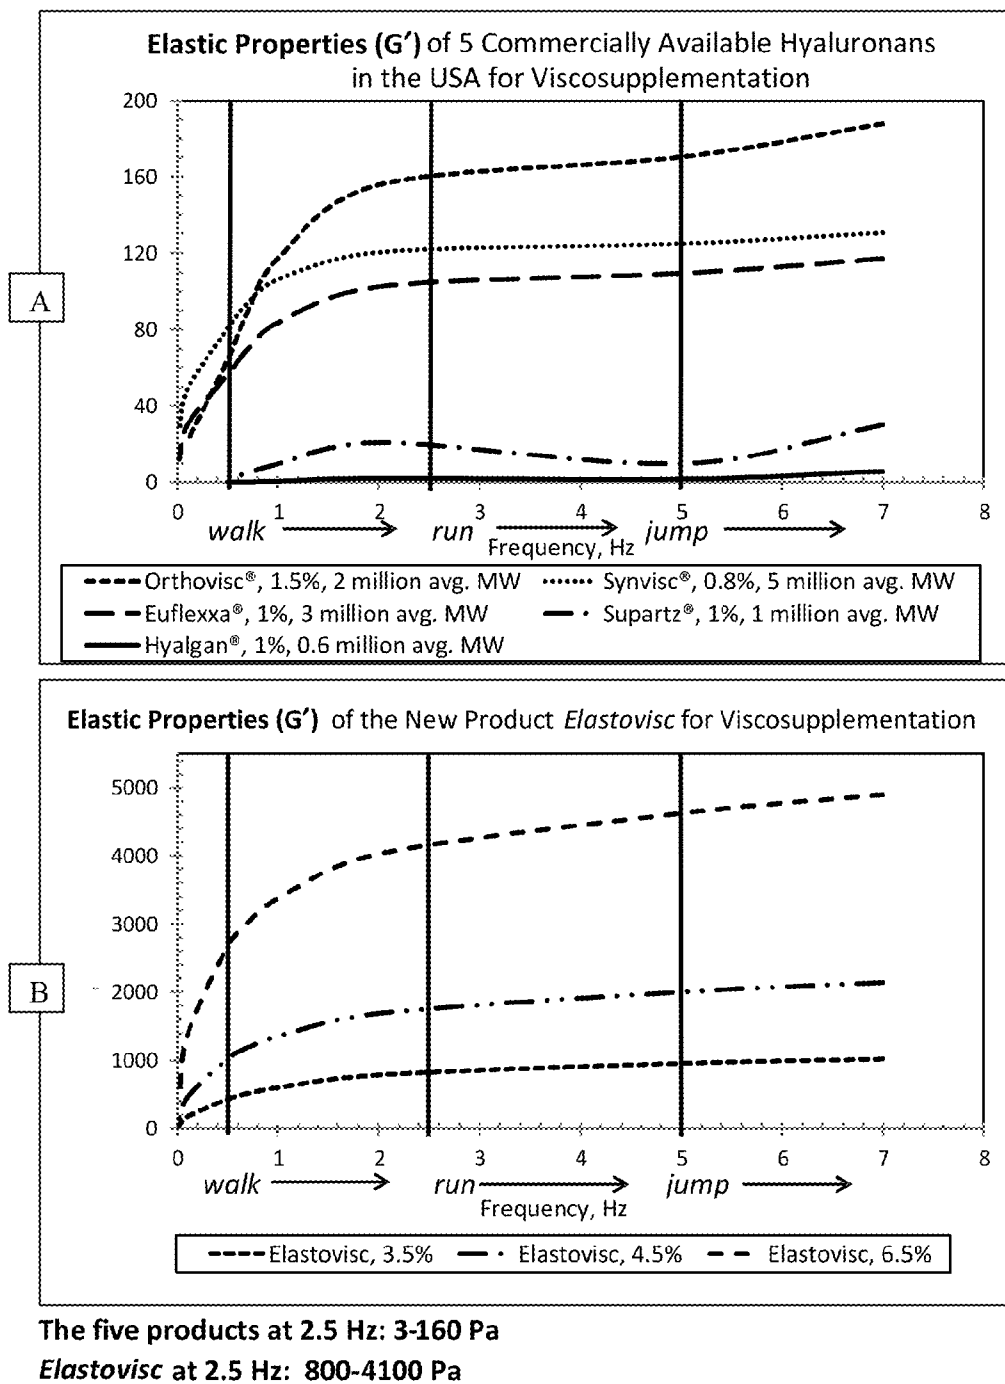 Elastic Properties (G′) of 5 Commercially Available Hyaluronans
in the USA for Viscosupplementation
200
160
120
80
40
0
A
0 1 2 3 4 5 6 7 8
walk run jump
Frequency, Hz
Orthovisc®, 1.5%, 2 million avg. MW Synvisc®, 0.8%, 5 million avg. MW
Euflexxa®, 1%, 3 million avg. MW Supartz®, 1%, 1 million avg. MW
Hyalgan®, 1%, 0.6 million avg. MW
Elastic Properties (G′) of the New Product Elastovisc for Viscosupplementation
5000
4000
3000
2000
1000
0
B
0 1 2 3 4 5 6 7 8
walk run jump
Frequency, Hz
Elastovisc, 3.5% Elastovisc, 4.5% Elastovisc, 6.5%
The five products at 2.5 Hz: 3-160 Pa
Elastovisc at 2.5 Hz: 800-4100 Pa